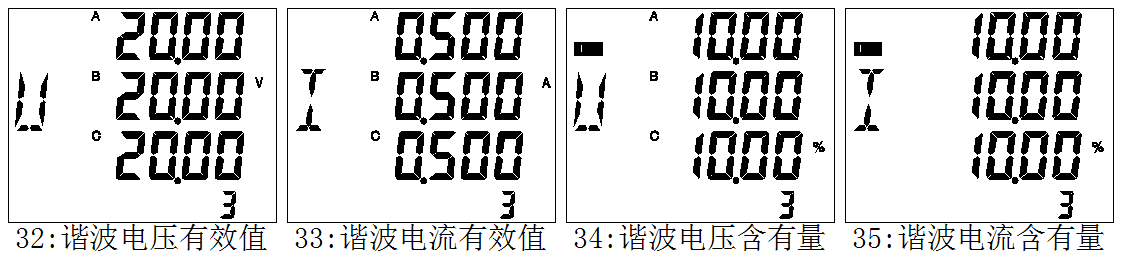 A 20.00
U B 20.00 V
C 20.00
3
32:谐波电压有效值
A 0.500
I B 0.500 A
C 0.500
3
33:谐波电流有效值
A 10.00
U B 10.00
C 10.00 %
3
34:谐波电压含有量
10.00
I 10.00
10.00 %
3
35:谐波电流含有量